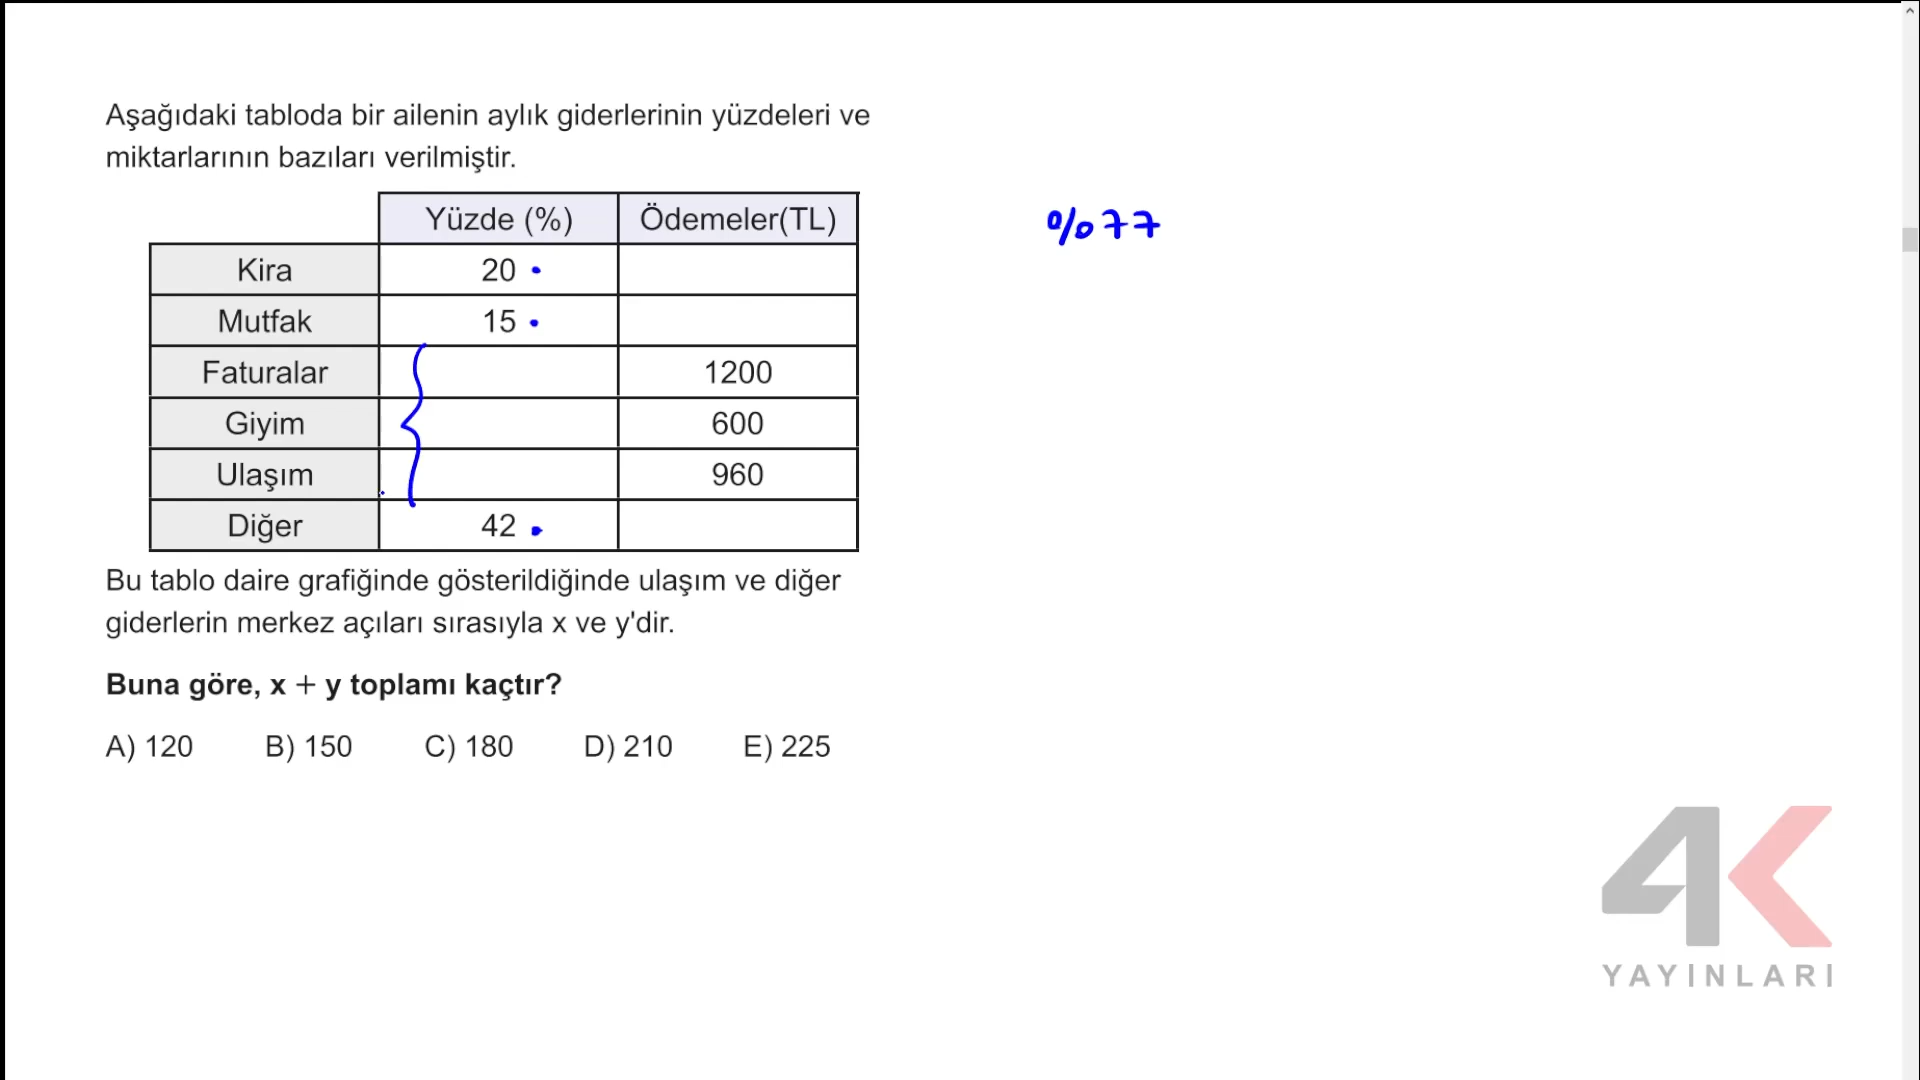 Aşağıdaki tabloda bir ailenin aylık giderlerinin yüzdeleri ve
miktarlarının bazıları verilmiştir.
Yüzde (%) Ödemeler(TL)
Kira 20
Mutfak 15
Faturalar 1200
Giyim 600
Ulaşım 960
Diğer 42
%77
Bu tablo daire grafiğinde gösterildiğinde ulaşım ve diğer
giderlerin merkez açıları sırasıyla x ve y'dir.
Buna göre, x + y toplamı kaçtır?
A) 120 B) 150 C) 180 D) 210 E) 225
4K
YAYINLARI